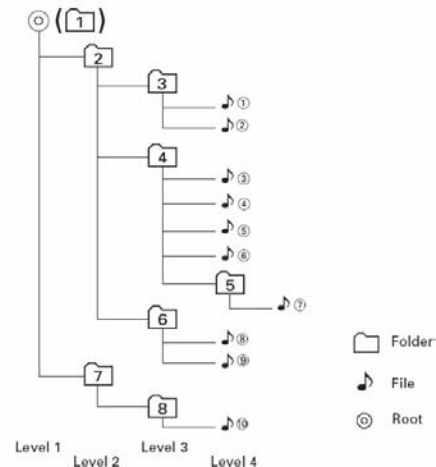 (1)
2
3
①
②
4
③
④
⑤
⑥
5
⑦
6
⑧
⑨
7
8
⑩
Folder
File
Root
Level 1
Level 2
Level 3
Level 4